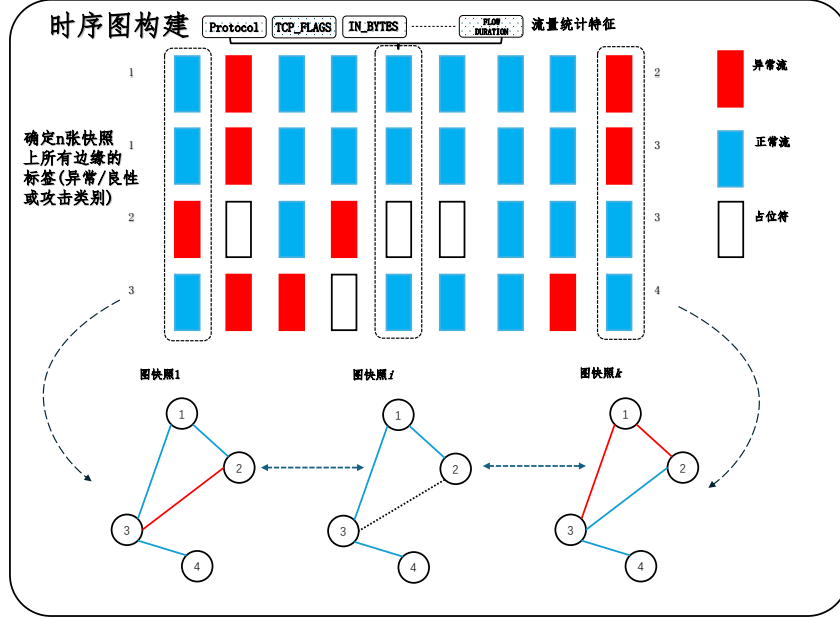 时序图构建
Protocol TCP_FLAGS IN_BYTES FLOW DURATION 流量统计特征
1 2 异常流
1 3 正常流
确定n张快照
上所有边缘的
标签(异常/良性
或攻击类别)
2 3 占位符
3 4
图快照1 图快照i 图快照k
1 1 1
2 2 2
3 3 3
4 4 4